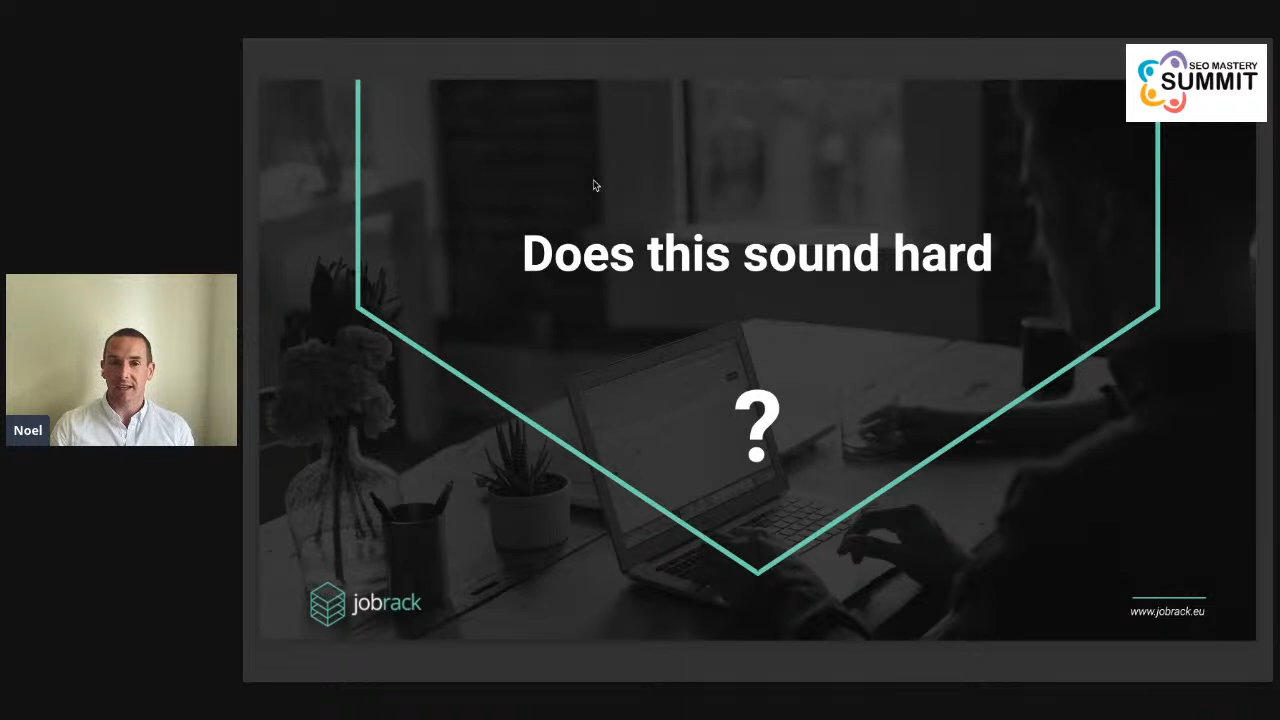 SEO MASTERY
SUMMIT
Does this sound hard
?
Noel
jobrack
www.jobrack.eu